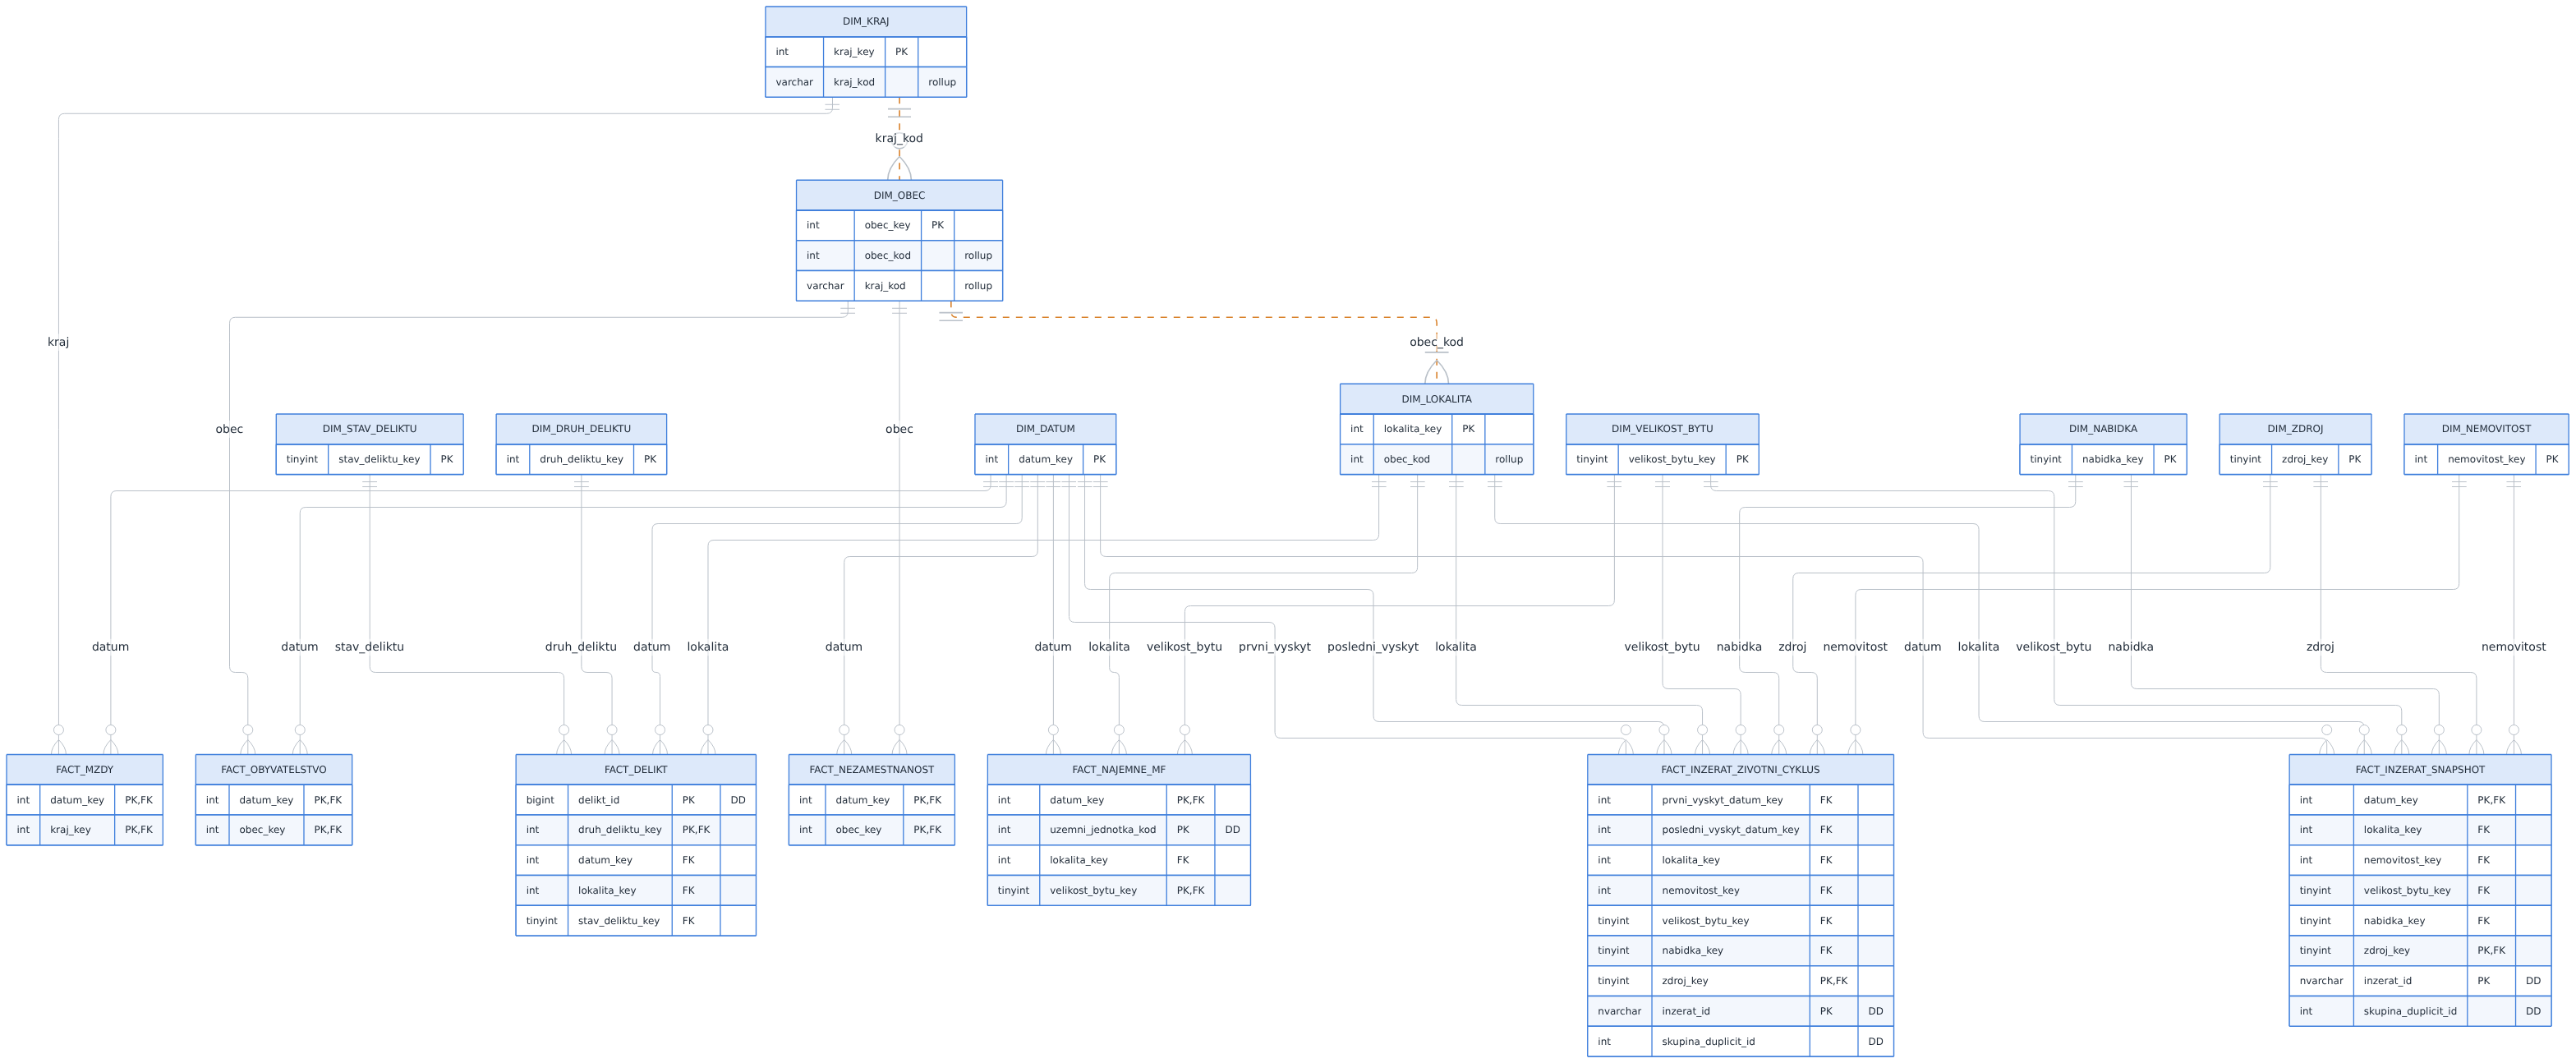 DIM_KRAJ
int kraj_key PK
varchar kraj_kod rollup
kraj_kod
DIM_OBEC
int obec_key PK
int obec_kod rollup
varchar kraj_kod rollup
kraj
obec_kod
obec
obec
DIM_STAV_DELIKTU
tinyint stav_deliktu_key PK
DIM_DRUH_DELIKTU
int druh_deliktu_key PK
DIM_DATUM
int datum_key PK
DIM_LOKALITA
int lokalita_key PK
int obec_kod rollup
DIM_VELIKOST_BYTU
tinyint velikost_bytu_key PK
DIM_NABIDKA
tinyint nabidka_key PK
DIM_ZDROJ
tinyint zdroj_key PK
DIM_NEMOVITOST
int nemovitost_key PK
datum
datum
stav_deliktu
druh_deliktu
datum
lokalita
datum
datum
lokalita
velikost_bytu
prvni_vyskyt
posledni_vyskyt
lokalita
velikost_bytu
nabidka
zdroj
nemovitost
datum
lokalita
velikost_bytu
nabidka
zdroj
nemovitost
FACT_MZDY
int datum_key PK,FK
int kraj_key PK,FK
FACT_OBYVATELSTVO
int datum_key PK,FK
int obec_key PK,FK
FACT_DELIKT
bigint delikt_id PK DD
int druh_deliktu_key PK,FK
int datum_key FK
int lokalita_key FK
tinyint stav_deliktu_key FK
FACT_NEZAMESTNANOST
int datum_key PK,FK
int obec_key PK,FK
FACT_NAJEMNE_MF
int datum_key PK,FK
int uzemni_jednotka_kod PK DD
int lokalita_key FK
tinyint velikost_bytu_key PK,FK
FACT_INZERAT_ZIVOTNI_CYKLUS
int prvni_vyskyt_datum_key FK
int posledni_vyskyt_datum_key FK
int lokalita_key FK
int nemovitost_key FK
tinyint velikost_bytu_key FK
tinyint nabidka_key FK
tinyint zdroj_key PK,FK
nvarchar inzerat_id PK DD
int skupina_duplicit_id DD
FACT_INZERAT_SNAPSHOT
int datum_key PK,FK
int lokalita_key FK
int nemovitost_key FK
tinyint velikost_bytu_key FK
tinyint nabidka_key FK
tinyint zdroj_key PK,FK
nvarchar inzerat_id PK DD
int skupina_duplicit_id DD